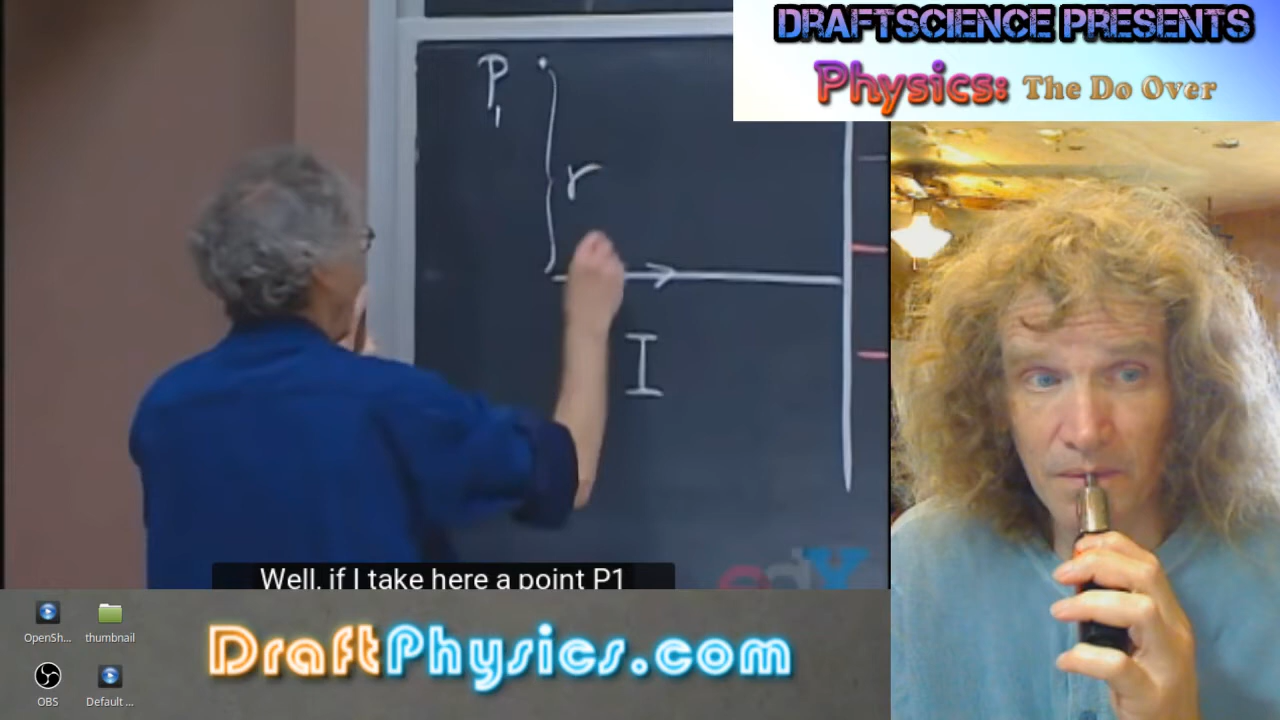 DRAFTSCIENCE PRESENTS
Physics: The Do Over
P1
r
I
Well, if I take here a point P1
edX
OpenSh...
thumbnail
OBS
Default ...
DraftPhysics.com